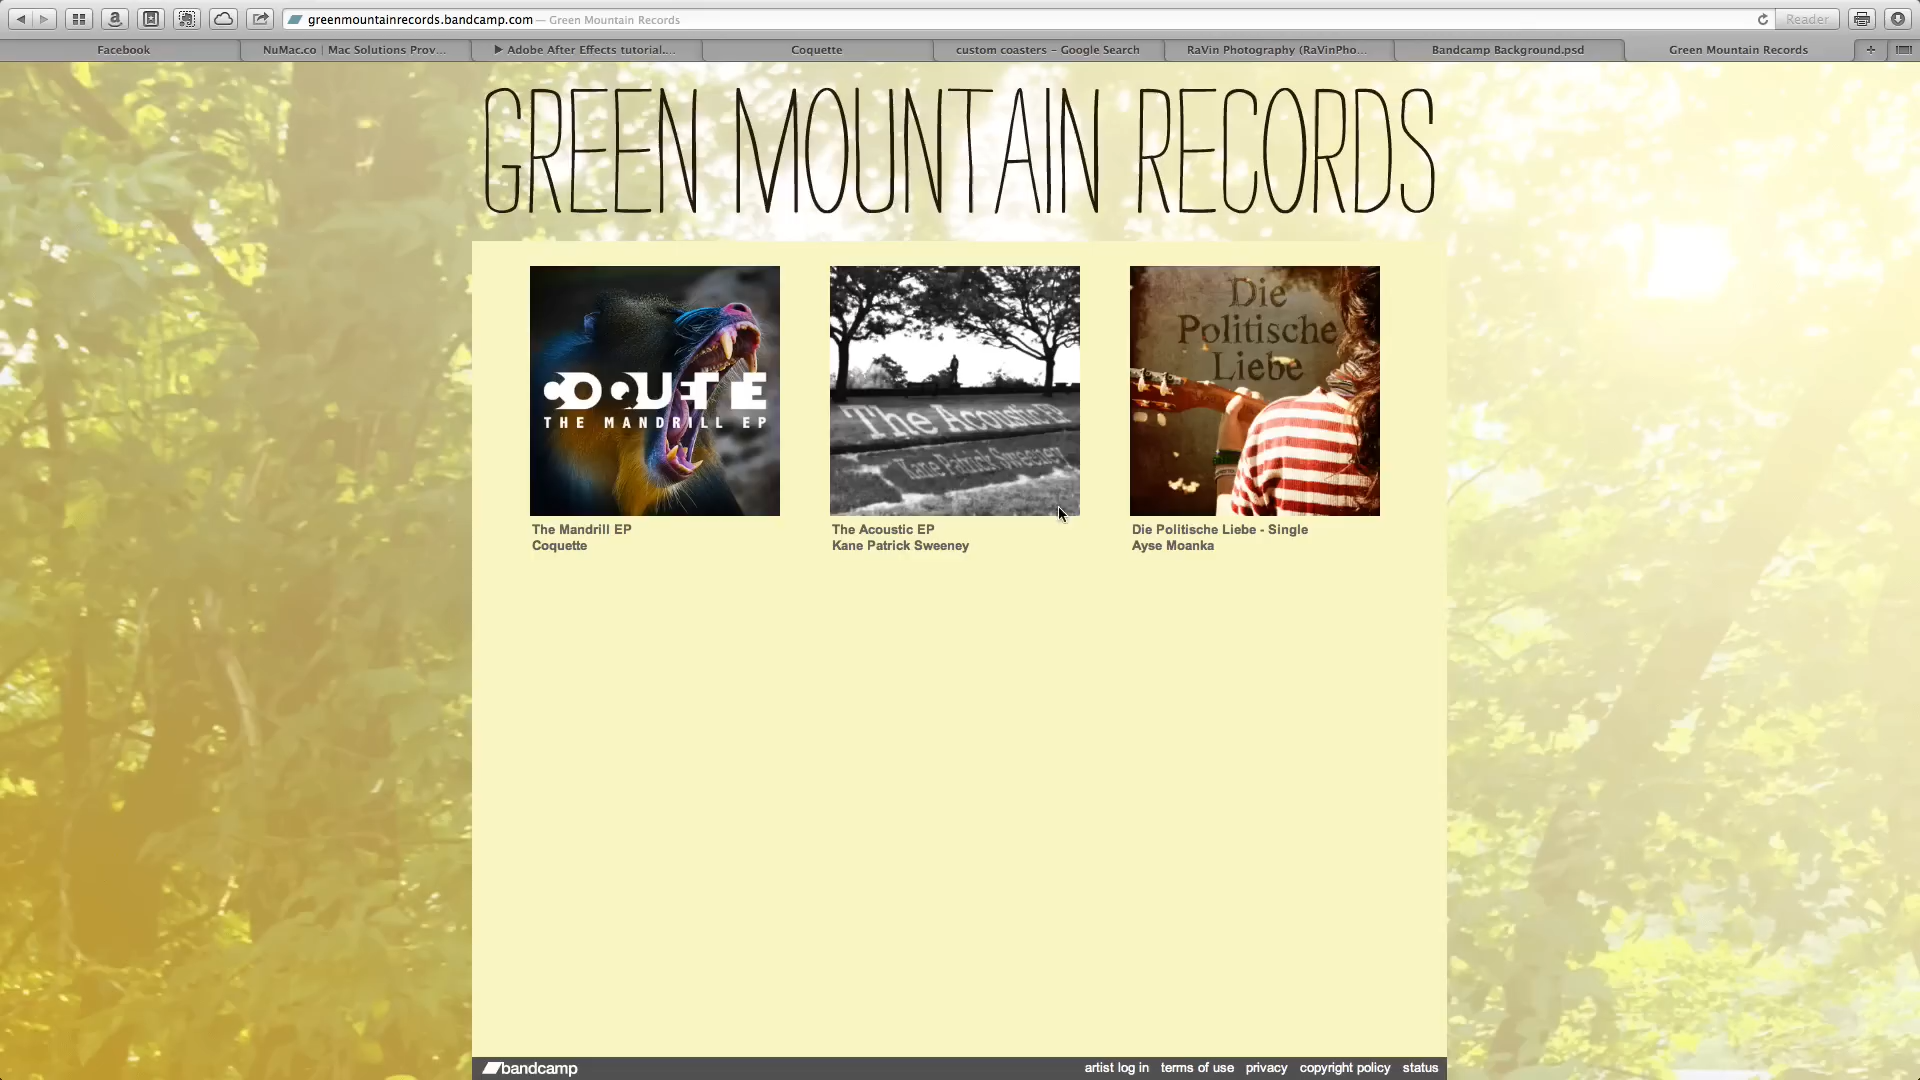 greenmountainrecords.bandcamp.com — Green Mountain Records
Reader
Facebook
NuMac.co | Mac Solutions Prov...
▶ Adobe After Effects tutorial....
Coquette
custom coasters - Google Search
RaVin Photography (RaVinPho...
Bandcamp Background.psd
Green Mountain Records
GREEN MOUNTAIN RECORDS
COQUETTE
THE MANDRILL EP
The Acoustic EP
Kane Patrick Sweeney
Die
Politische
Liebe
The Mandrill EP
Coquette
The Acoustic EP
Kane Patrick Sweeney
Die Politische Liebe - Single
Ayse Moanka
bandcamp
artist log in terms of use privacy copyright policy status